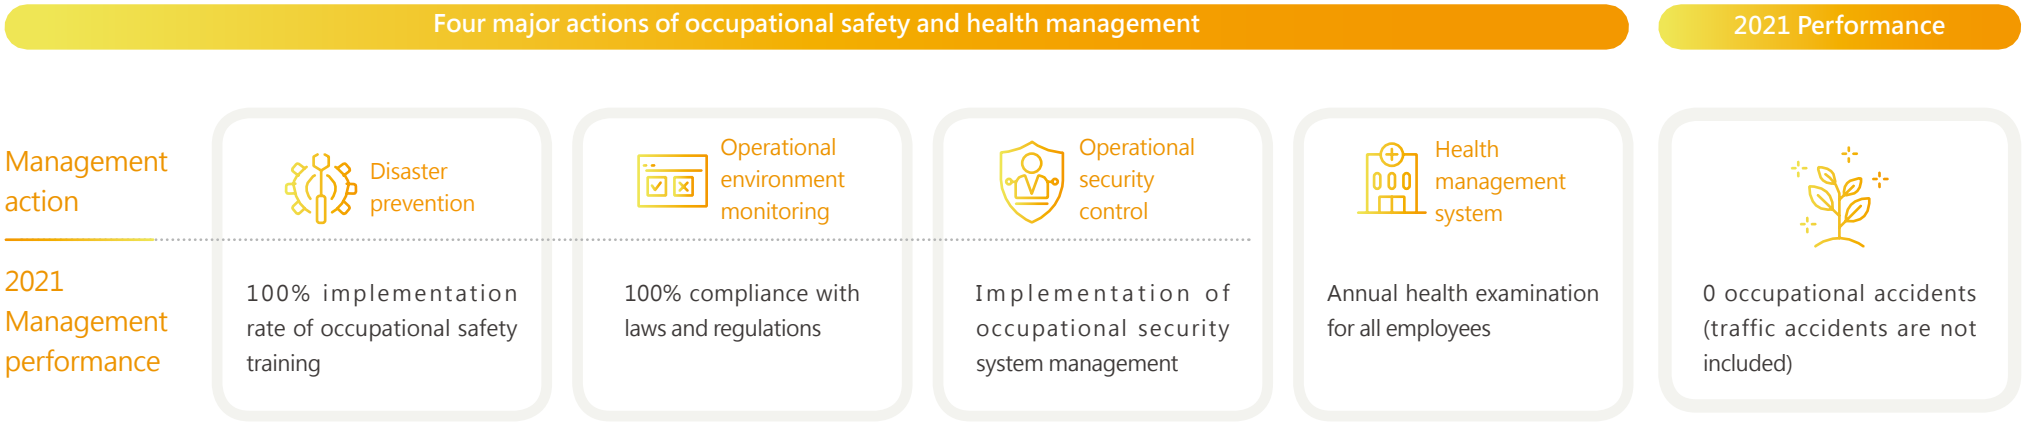 Four major actions of occupational safety and health management
2021 Performance
Management
action
Disaster
prevention
Operational
environment
monitoring
Operational
security
control
Health
management
system
2021
Management
performance
100% implementation
rate of occupational safety
training
100% compliance with
laws and regulations
Implementation of
occupational security
system management
Annual health examination
for all employees
0 occupational accidents
(traffic accidents are not
included)